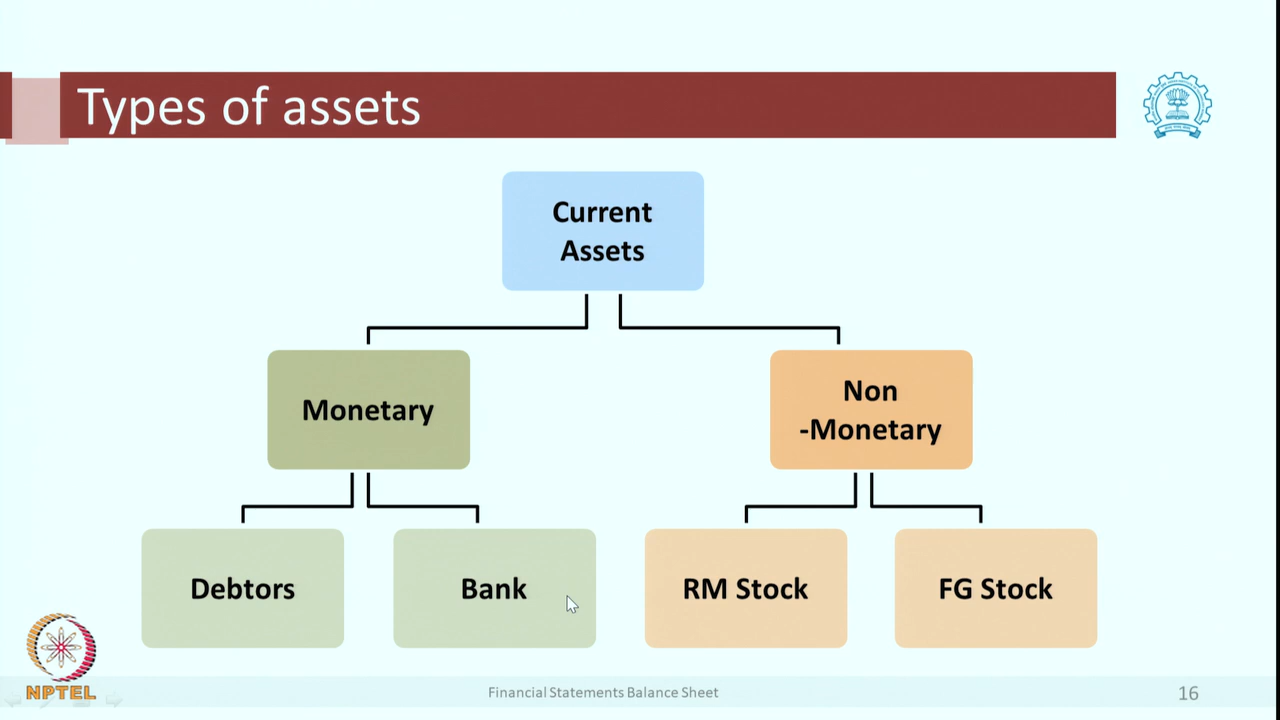 Types of assets
Current
Assets
Monetary
Non
-Monetary
Debtors
Bank
RM Stock
FG Stock
NPTEL
Financial Statements Balance Sheet
16